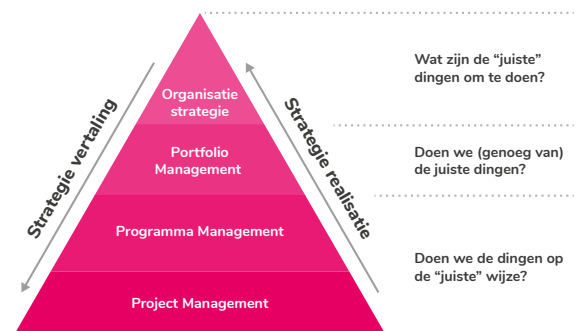 Wat zijn de “juiste”
dingen om te doen?
Organisatie
strategie
Strategie vertaling
Strategie realisatie
Portfolio
Management
Doen we (genoeg van)
de juiste dingen?
Programma Management
Doen we de dingen op
de “juiste” wijze?
Project Management